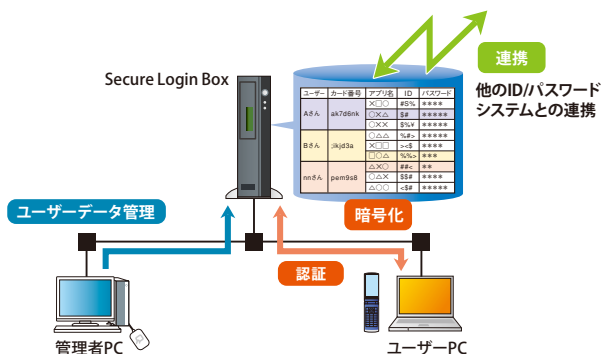 連携
他のID/パスワード
システムとの連携
Secure Login Box
ユーザー カード番号 アプリ名 ID パスワード
Aさん ak7d6nk ×□○ #S% ****
○×△ $# *****
○×× $%¥ *****
Bさん ;ikjd3a ○△△ %#> *****
×□□ ><$ ****
□○△ %%> ***
nnさん pem9s8 △×○ ##< **
○△× $$# ****
△○○ <$# *****
ユーザーデータ管理
暗号化
認証
管理者PC
ユーザーPC